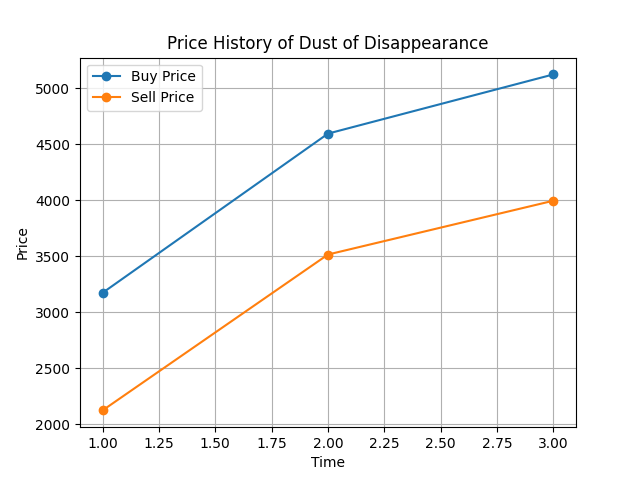 Price History of Dust of Disappearance
Buy Price
Sell Price
5000
4500
4000
3500
3000
2500
2000
Price
1.00 1.25 1.50 1.75 2.00 2.25 2.50 2.75 3.00
Time